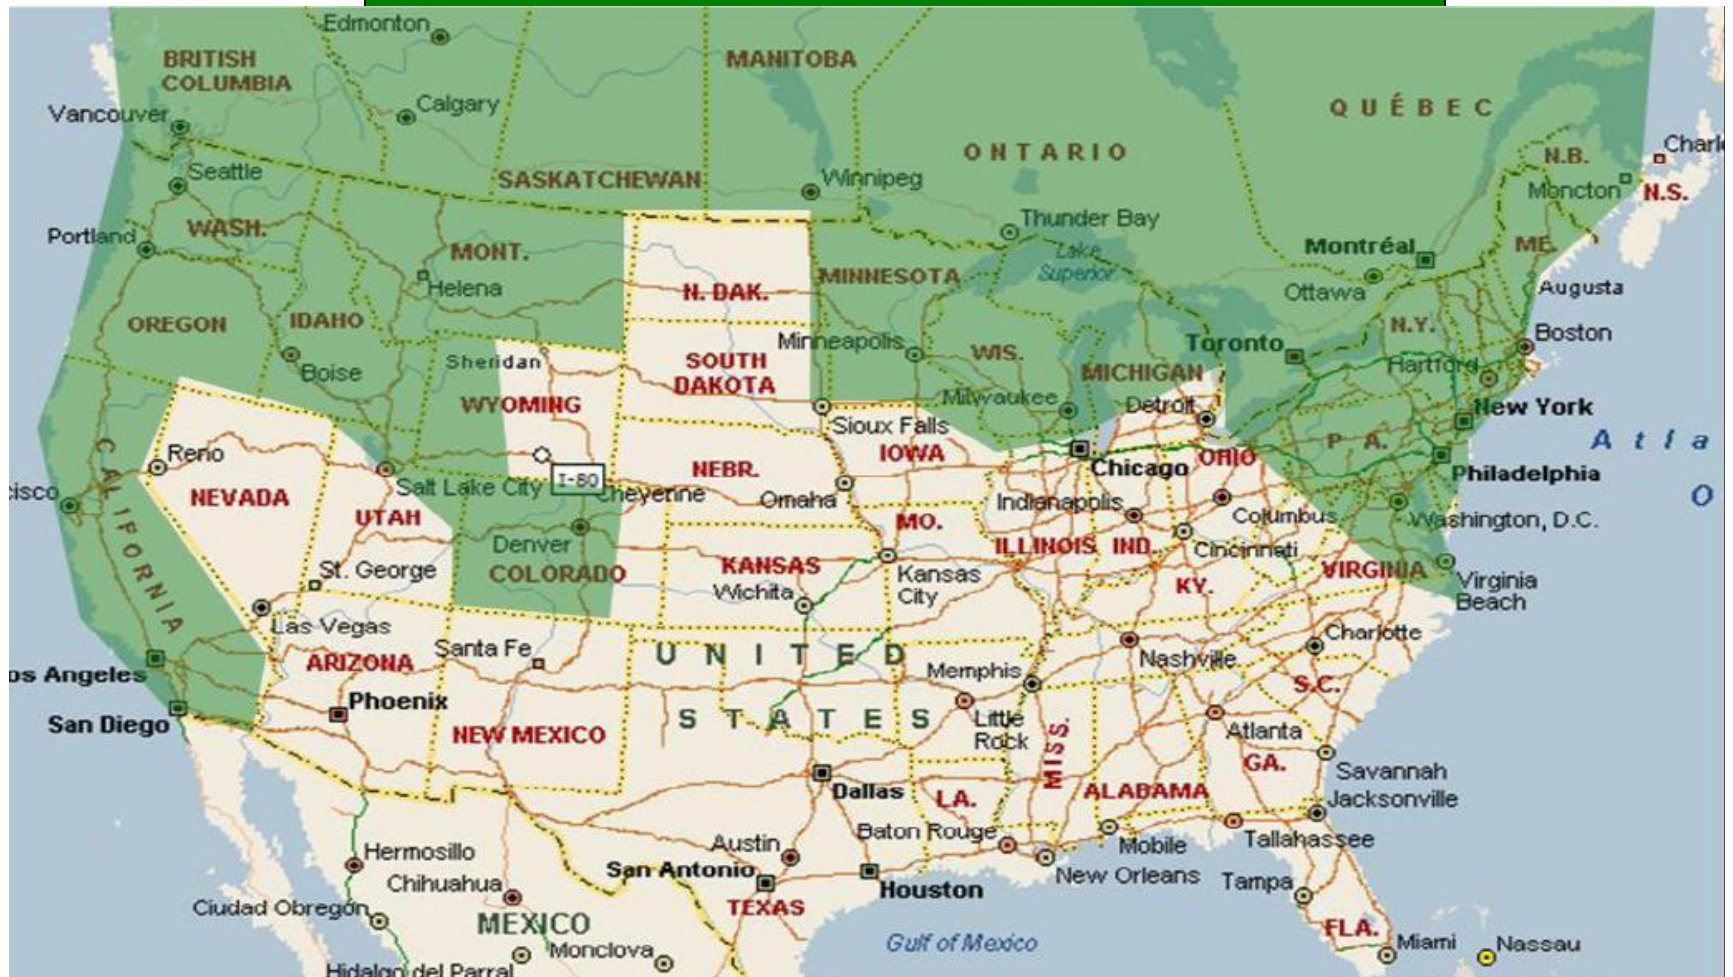 Edmonton
BRITISH
COLUMBIA
MANITOBA
Calgary
QUÉBEC
Vancouver
ONTARIO
Charl
N.B.
Seattle
SASKATCHEWAN
Winnipeg
Moncton
N.S.
Thunder Bay
WASH.
Portland
MONT.
Lake
Superior
Montréal
ME.
MINNESOTA
Helena
N. DAK.
Ottawa
Augusta
OREGON
IDAHO
N.Y.
Boston
Minneapolis
Toronto
WIS.
Sheridan
SOUTH
DAKOTA
Hartford
Boise
MICHIGAN
WYOMING
Milwaukee
Detroit
New York
Sioux Falls
Atla
PA.
Reno
IOWA
OHIO
NEBR.
Chicago
Philadelphia
I-80
Salt Lake City
Cheyenne
Omaha
cisco
NEVADA
O
Indianapolis
UTAH
MO.
Columbus
Washington, D.C.
CALIFORNIA
Denver
ILLINOIS
IND.
Cincinnati
COLORADO
KANSAS
St. George
Kansas
City
VIRGINIA
Virginia
Beach
Wichita
KY.
Las Vegas
Charlotte
Santa Fe
UNITED
ARIZONA
Nashville
os Angeles
Memphis
S.C.
Phoenix
STATES
Little
Rock
San Diego
NEW MEXICO
MISS.
Atlanta
GA.
Savannah
Dallas
LA.
ALABAMA
Jacksonville
Baton Rouge
Tallahassee
Austin
Mobile
Hermosillo
San Antonio
New Orleans
Chihuahua
Houston
Tampa
Ciudad Obregón
TEXAS
MEXICO
FLA.
Gulf of Mexico
Miami
Nassau
Monclova
Hidalgo del Parral